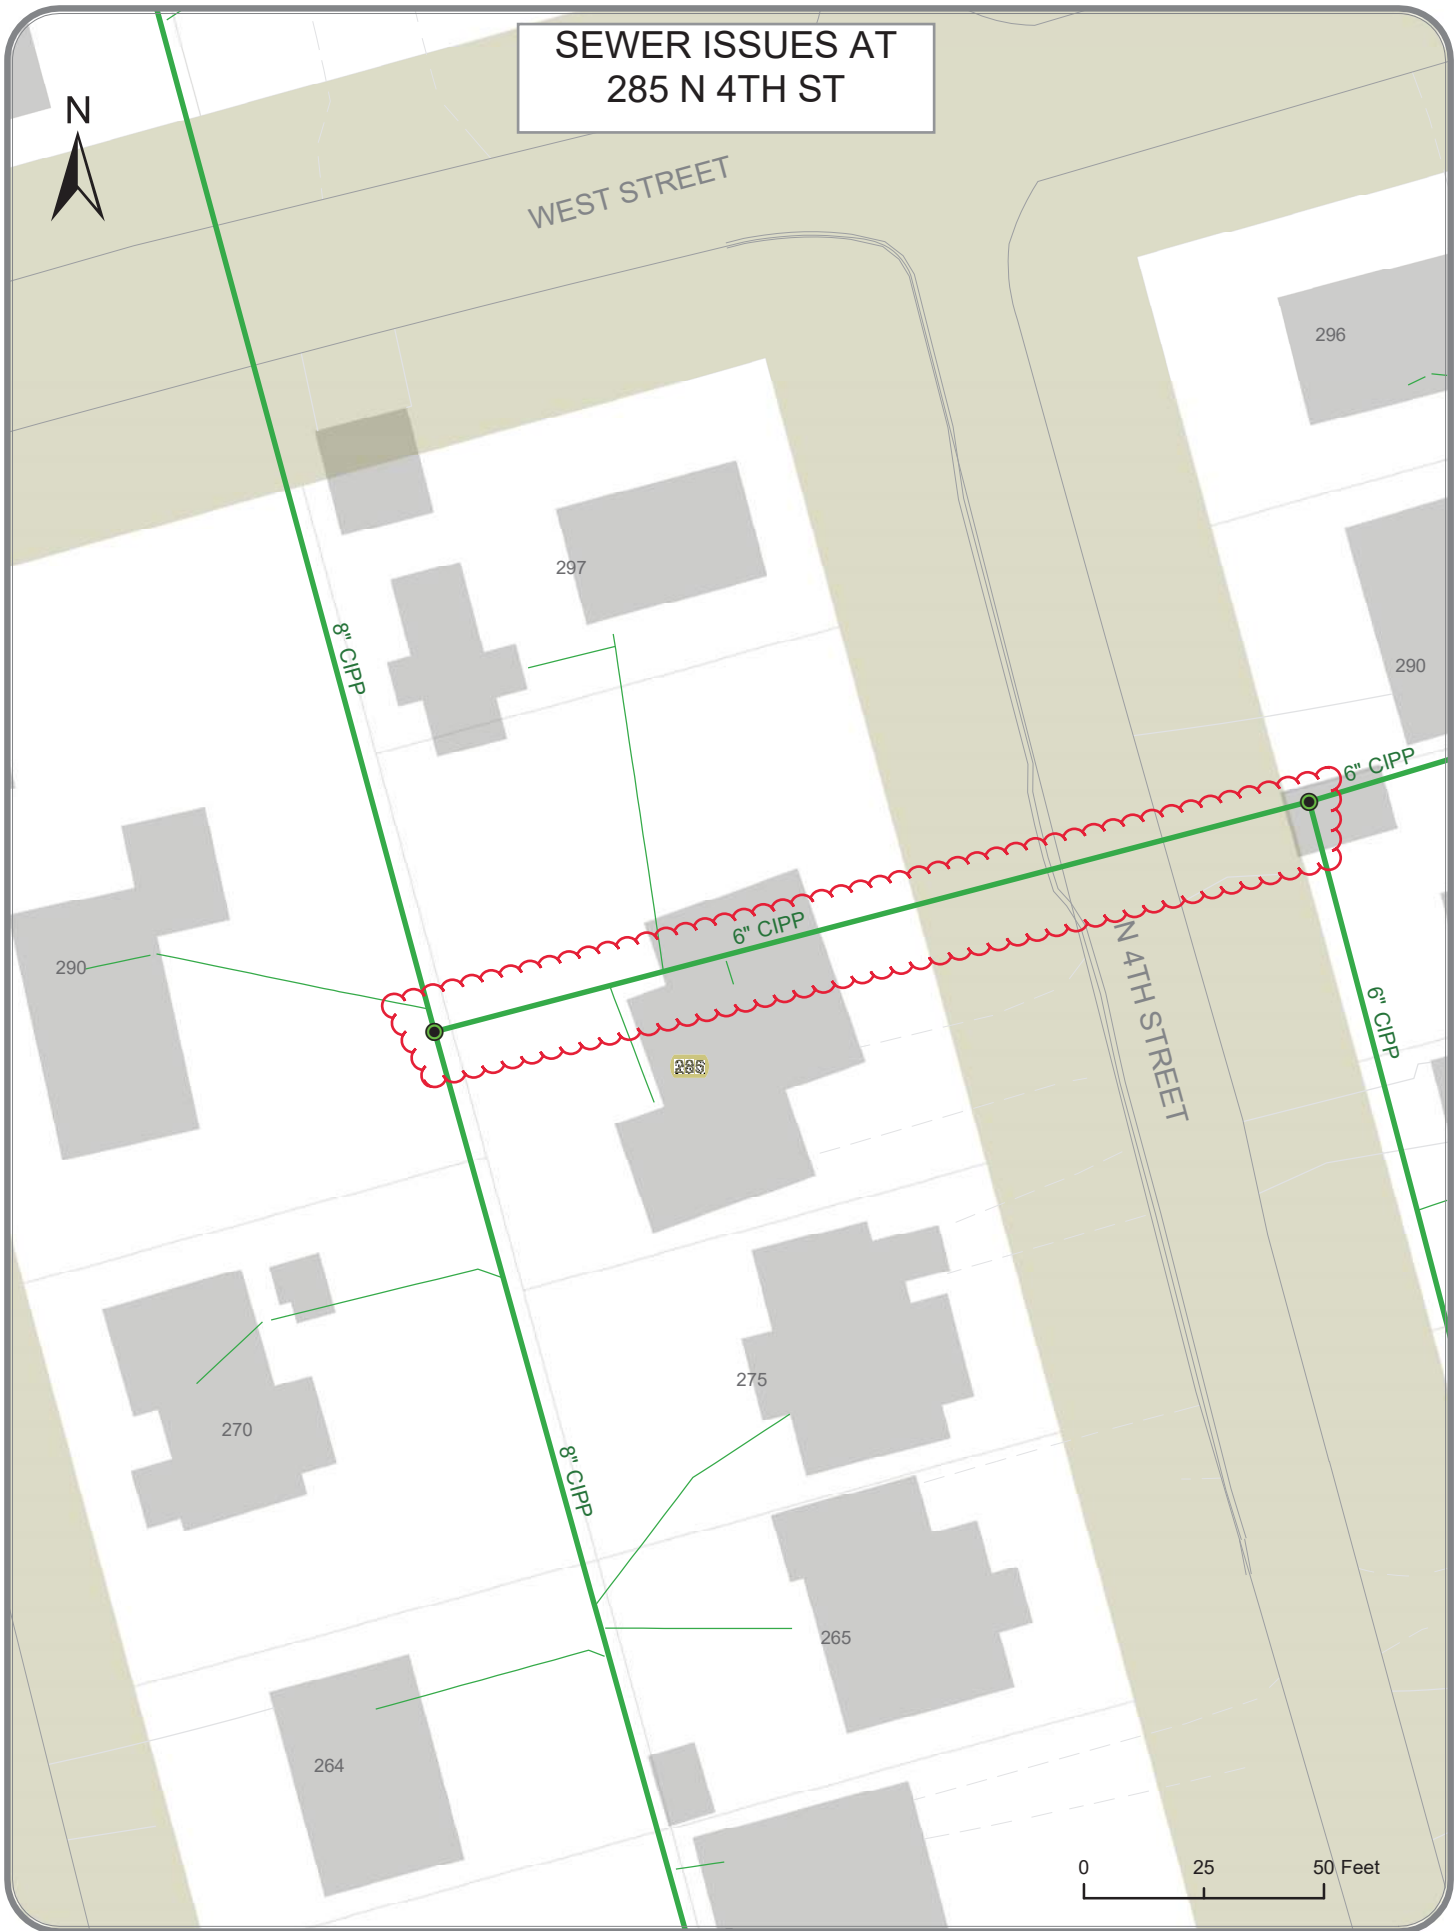 SEWER ISSUES AT
285 N 4TH ST
N
WEST STREET
296
297
8" CIPP
290
6" CIPP
6" CIPP
290
N 4TH STREET
6" CIPP
285
275
270
8" CIPP
265
264
0 25 50 Feet